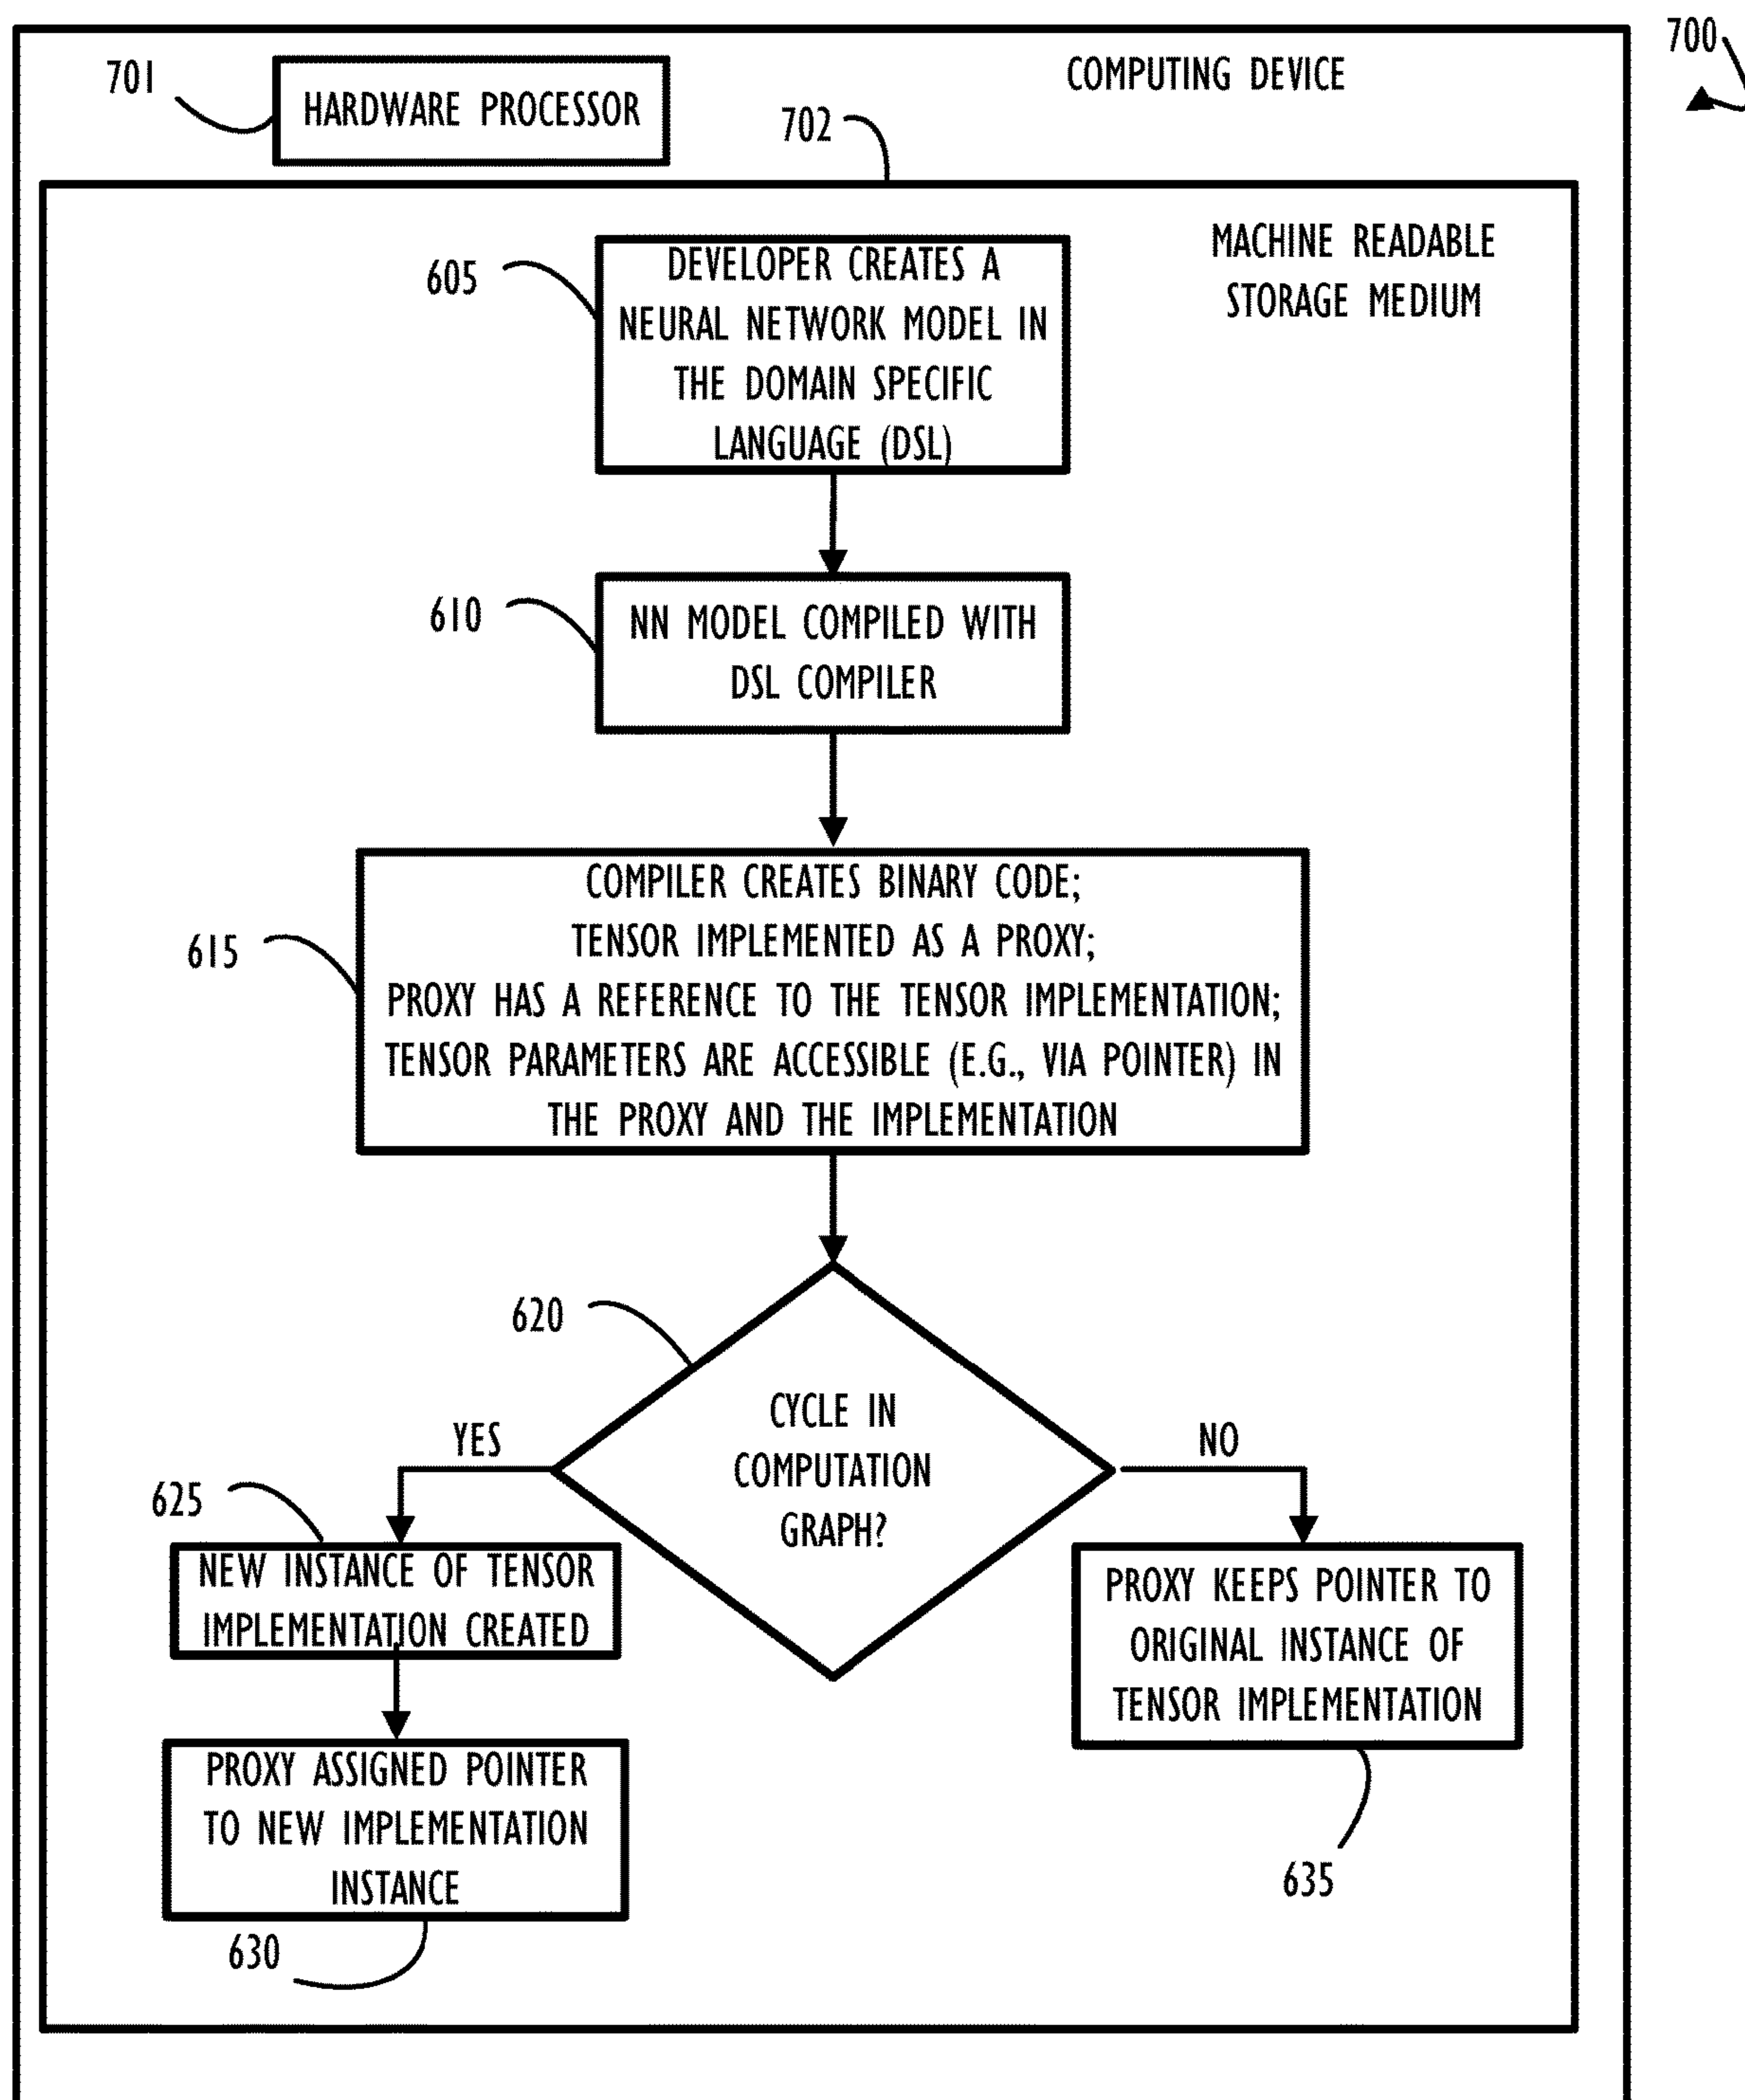 700
701
HARDWARE PROCESSOR
COMPUTING DEVICE
702
MACHINE READABLE
STORAGE MEDIUM
605
DEVELOPER CREATES A
NEURAL NETWORK MODEL IN
THE DOMAIN SPECIFIC
LANGUAGE (DSL)
610
NN MODEL COMPILED WITH
DSL COMPILER
615
COMPILER CREATES BINARY CODE;
TENSOR IMPLEMENTED AS A PROXY;
PROXY HAS A REFERENCE TO THE TENSOR IMPLEMENTATION;
TENSOR PARAMETERS ARE ACCESSIBLE (E.G., VIA POINTER) IN
THE PROXY AND THE IMPLEMENTATION
620
CYCLE IN
COMPUTATION
GRAPH?
YES
NO
625
NEW INSTANCE OF TENSOR
IMPLEMENTATION CREATED
PROXY ASSIGNED POINTER
TO NEW IMPLEMENTATION
INSTANCE
630
PROXY KEEPS POINTER TO
ORIGINAL INSTANCE OF
TENSOR IMPLEMENTATION
635